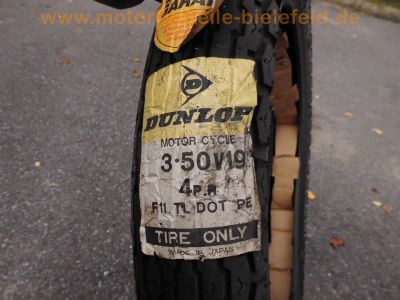 www.motorradteile-bielefeld.de
DUNLOP
MOTOR CYCLE
3·50V19
4P.R
F11 TL DOT PE
TIRE ONLY
MADE IN JAPAN